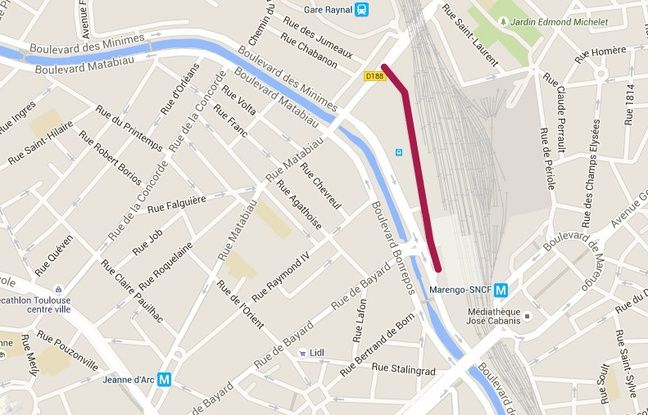 Gare Raynal
Boulevard des Minimes
Boulevard Matabiau
Avenue F
Chemin du
Rue des Jumeaux
Rue Chabanon
Rue Saint-Laurent
Jardin Edmond Michelet
Rue Homère
D188
Boulevard des Minimes
Boulevard Matabiau
Rue d'Orléans
Rue de la Concorde
Rue Volta
Rue Franc
Rue Ingres
Rue Saint-Hilaire
Rue du Printemps
Rue Robert Borios
Rue Matabiau
Rue Claude Perrault
Rue 1814
Rue de Périole
Rue des Champs Elysées
Rue de la Concorde
Rue Falguière
Rue Chevreul
Rue Agathoise
Rue Job
Rue Roquelaine
Rue Matabiau
Boulevard Bonrepos
Rue Quéven
Rue Claire Pauilhac
Rue Raymond IV
Rue de Bayard
Avenue Ge
Boulevard de Marengo
ole
ecathlon Toulouse
centre ville
Rue de l'Orient
Rue de Bayard
Rue Lafon
Marengo-SNCF
Médiathèque
José Cabanis
Rue du D
Rue Pouzonville
Rue Merly
Rue Bertrand de Born
Lidl
Rue Stalingrad
Jeanne d'Arc
Rue de Bayard
Rue Soult
Rue Saint-Sylve